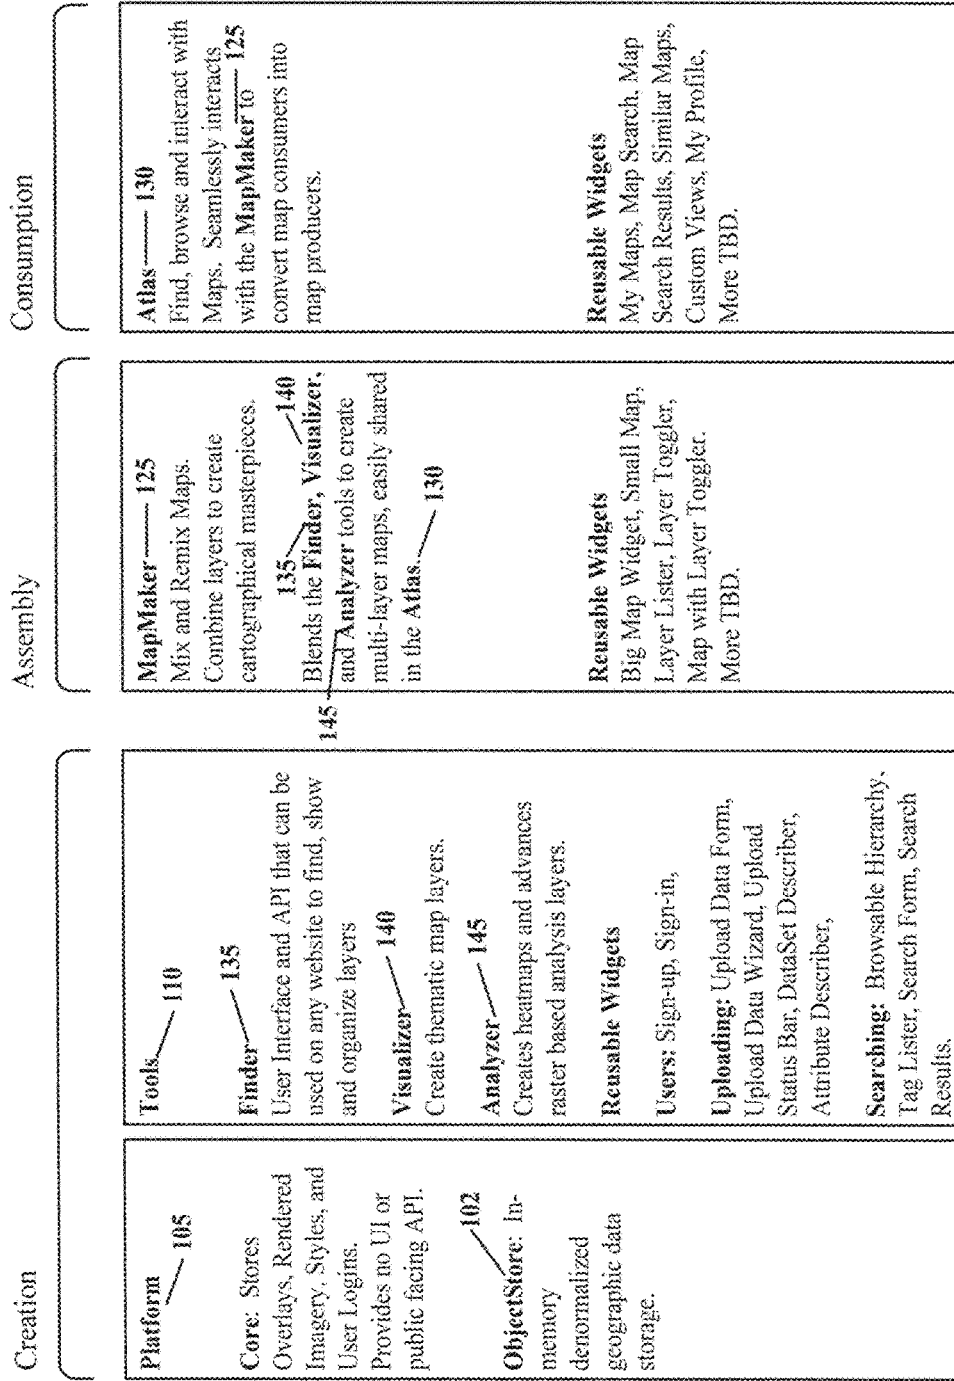 Creation
Platform
105
Core: Stores
Overlays, Rendered
Imagery, Styles, and
User Logins.
Provides no UI or
public facing API.
102
ObjectStore: In-
memory
denormalized
geographic data
storage.
Tools
110
Finder
135
User Interface and API that can be
used on any website to find, show
and organize layers
Visualizer
140
Create thematic map layers.
Analyzer
145
Creates heatmaps and advances
raster based analysis layers.
Reusable Widgets
Users: Sign-up, Sign-in,
Uploading: Upload Data Form,
Upload Data Wizard, Upload
Status Bar, DataSet Describer,
Attribute Describer,
Searching: Browsable Hierarchy,
Tag Lister, Search Form, Search
Results.
Assembly
MapMaker 125
Mix and Remix Maps.
Combine layers to create
cartographical masterpieces.
135 140
Blends the Finder, Visualizer,
145
and Analyzer tools to create
multi-layer maps, easily shared
in the Atlas. 130
Reusable Widgets
Big Map Widget, Small Map,
Layer Lister, Layer Toggler,
Map with Layer Toggler.
More TBD.
Consumption
Atlas 130
Find, browse and interact with
Maps. Seamlessly interacts
with the MapMaker to 125
convert map consumers into
map producers.
Reusable Widgets
My Maps, Map Search, Map
Search Results, Similar Maps,
Custom Views, My Profile,
More TBD.